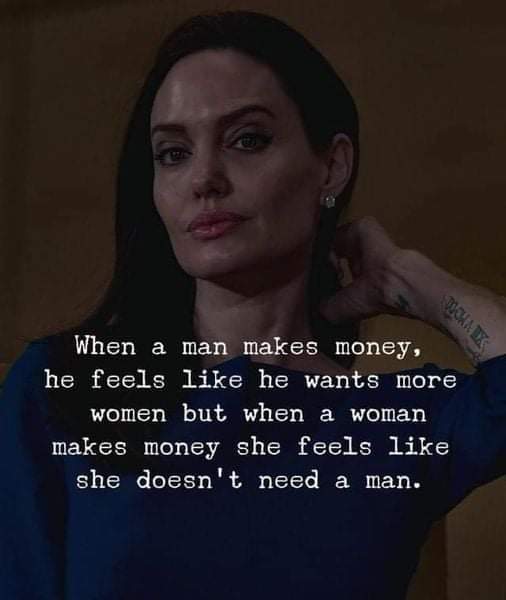 When a man makes money,
he feels like he wants more
women but when a woman
makes money she feels like
she doesn't need a man.